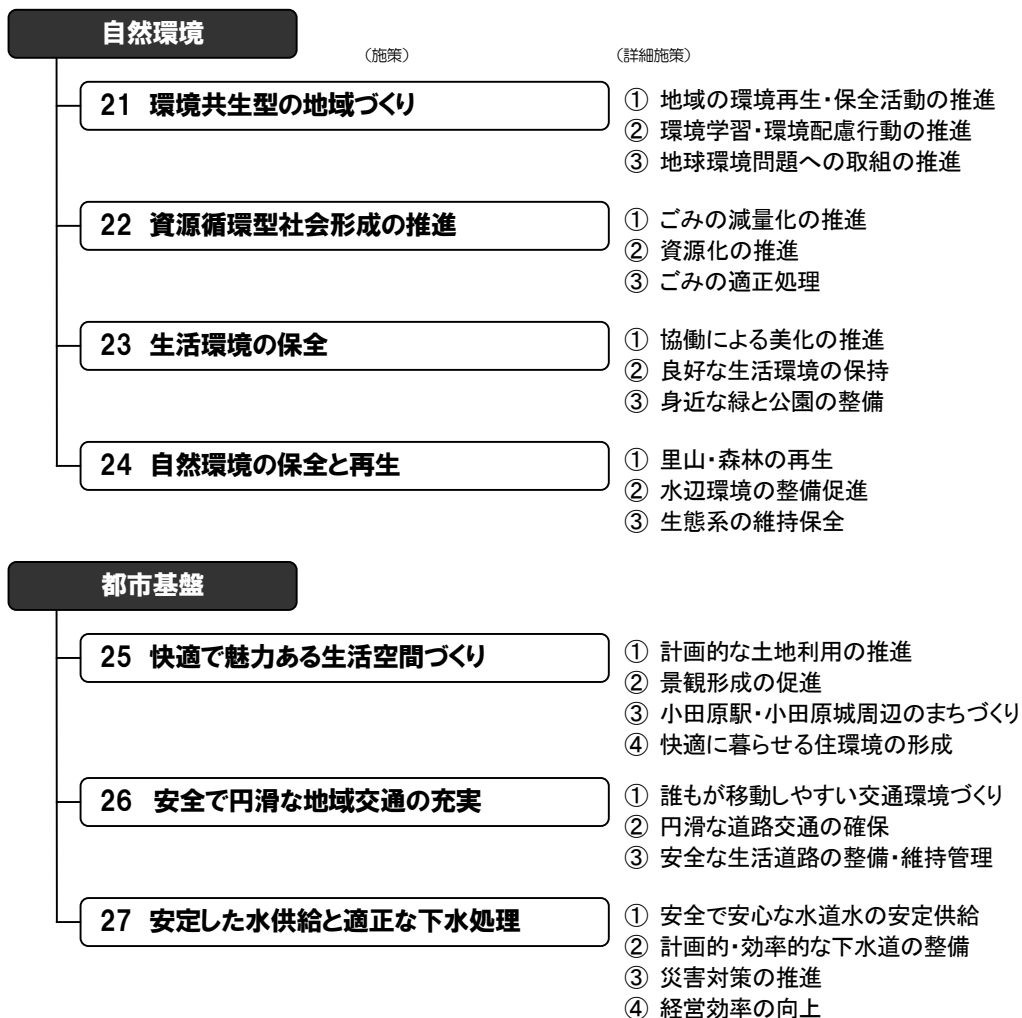 自然環境
（施策） （詳細施策）
21 環境共生型の地域づくり
① 地域の環境再生・保全活動の推進
② 環境学習・環境配慮行動の推進
③ 地球環境問題への取組の推進
22 資源循環型社会形成の推進
① ごみの減量化の推進
② 資源化の推進
③ ごみの適正処理
23 生活環境の保全
① 協働による美化の推進
② 良好な生活環境の保持
③ 身近な緑と公園の整備
24 自然環境の保全と再生
① 里山・森林の再生
② 水辺環境の整備促進
③ 生態系の維持保全
都市基盤
25 快適で魅力ある生活空間づくり
① 計画的な土地利用の推進
② 景観形成の促進
③ 小田原駅・小田原城周辺のまちづくり
④ 快適に暮らせる住環境の形成
26 安全で円滑な地域交通の充実
① 誰もが移動しやすい交通環境づくり
② 円滑な道路交通の確保
③ 安全な生活道路の整備・維持管理
27 安定した水供給と適正な下水処理
① 安全で安心な水道水の安定供給
② 計画的・効率的な下水道の整備
③ 災害対策の推進
④ 経営効率の向上